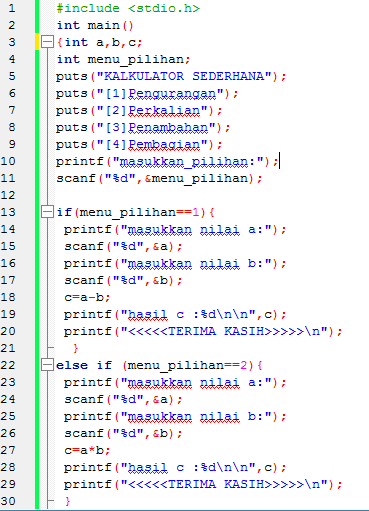 1 #include <stdio.h>
2 int main()
3 {int a,b,c;
4 int menu_pilihan;
5 puts("KALKULATOR SEDERHANA");
6 puts("[1]Pengurangan");
7 puts("[2]Perkalian");
8 puts("[3]Penambahan");
9 puts("[4]Pembagian");
10 printf("masukkan_pilihan:");
11 scanf("%d",&menu_pilihan);
12
13 if(menu_pilihan==1){
14 printf("masukkan nilai a:");
15 scanf("%d",&a);
16 printf("masukkan nilai b:");
17 scanf("%d",&b);
18 c=a-b;
19 printf("hasil c :%d\n\n",c);
20 printf("<<<<<TERIMA KASIH>>>>>\n");
21 }
22 else if (menu_pilihan==2){
23 printf("masukkan nilai a:");
24 scanf("%d",&a);
25 printf("masukkan nilai b:");
26 scanf("%d",&b);
27 c=a*b;
28 printf("hasil c :%d\n\n",c);
29 printf("<<<<<TERIMA KASIH>>>>>\n");
30 }